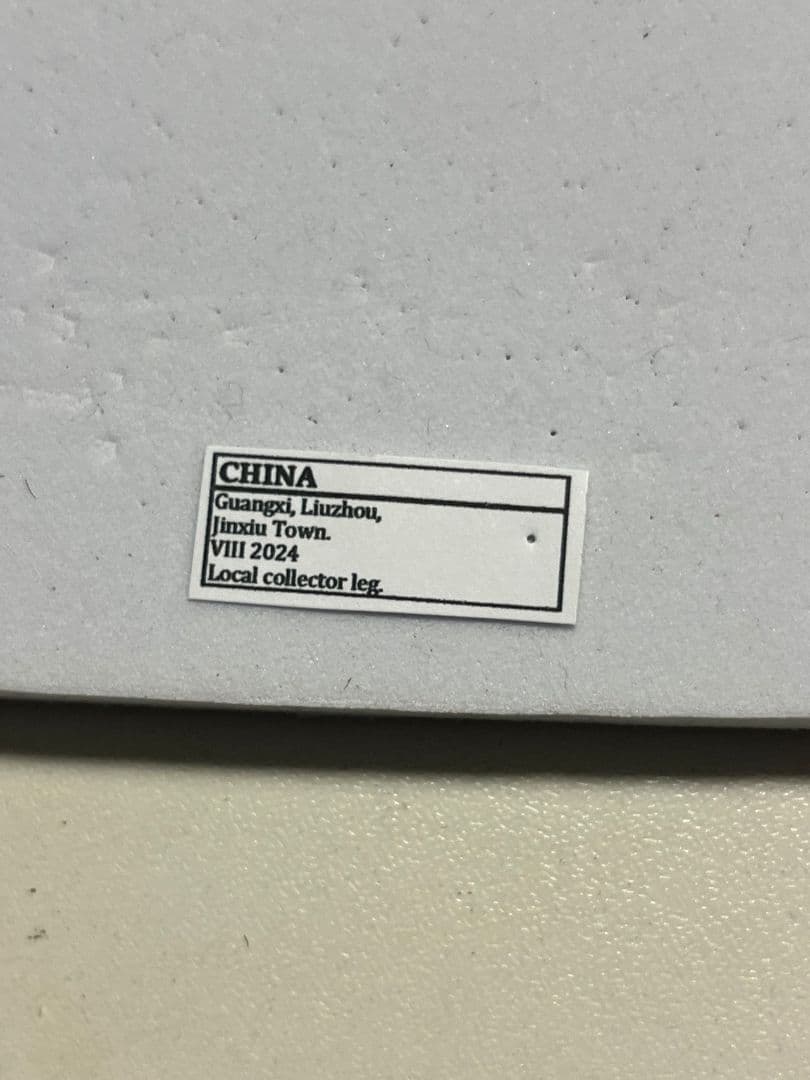 CHINA
Guangxi, Liuzhou,
Jinxiu Town.
VIII 2024
Local collector leg.